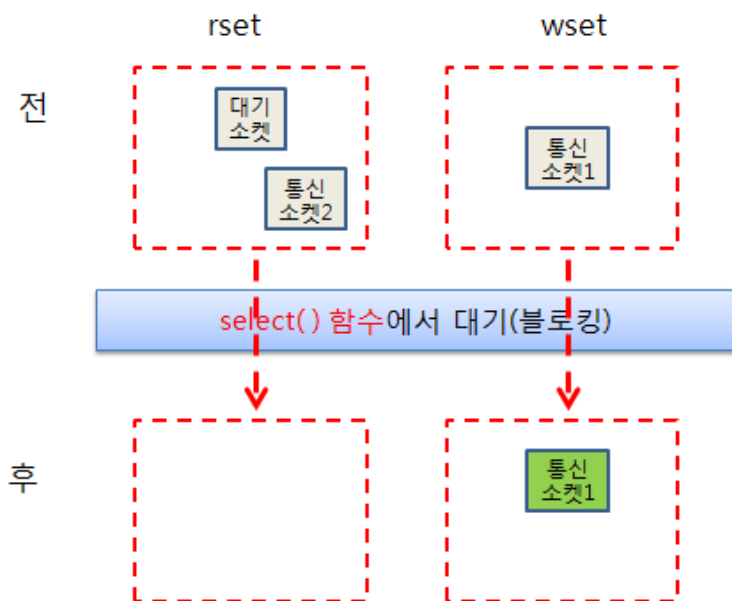 rset
wset
전
대기
소켓
통신
소켓2
통신
소켓1
select( ) 함수에서 대기(블로킹)
후
통신
소켓1